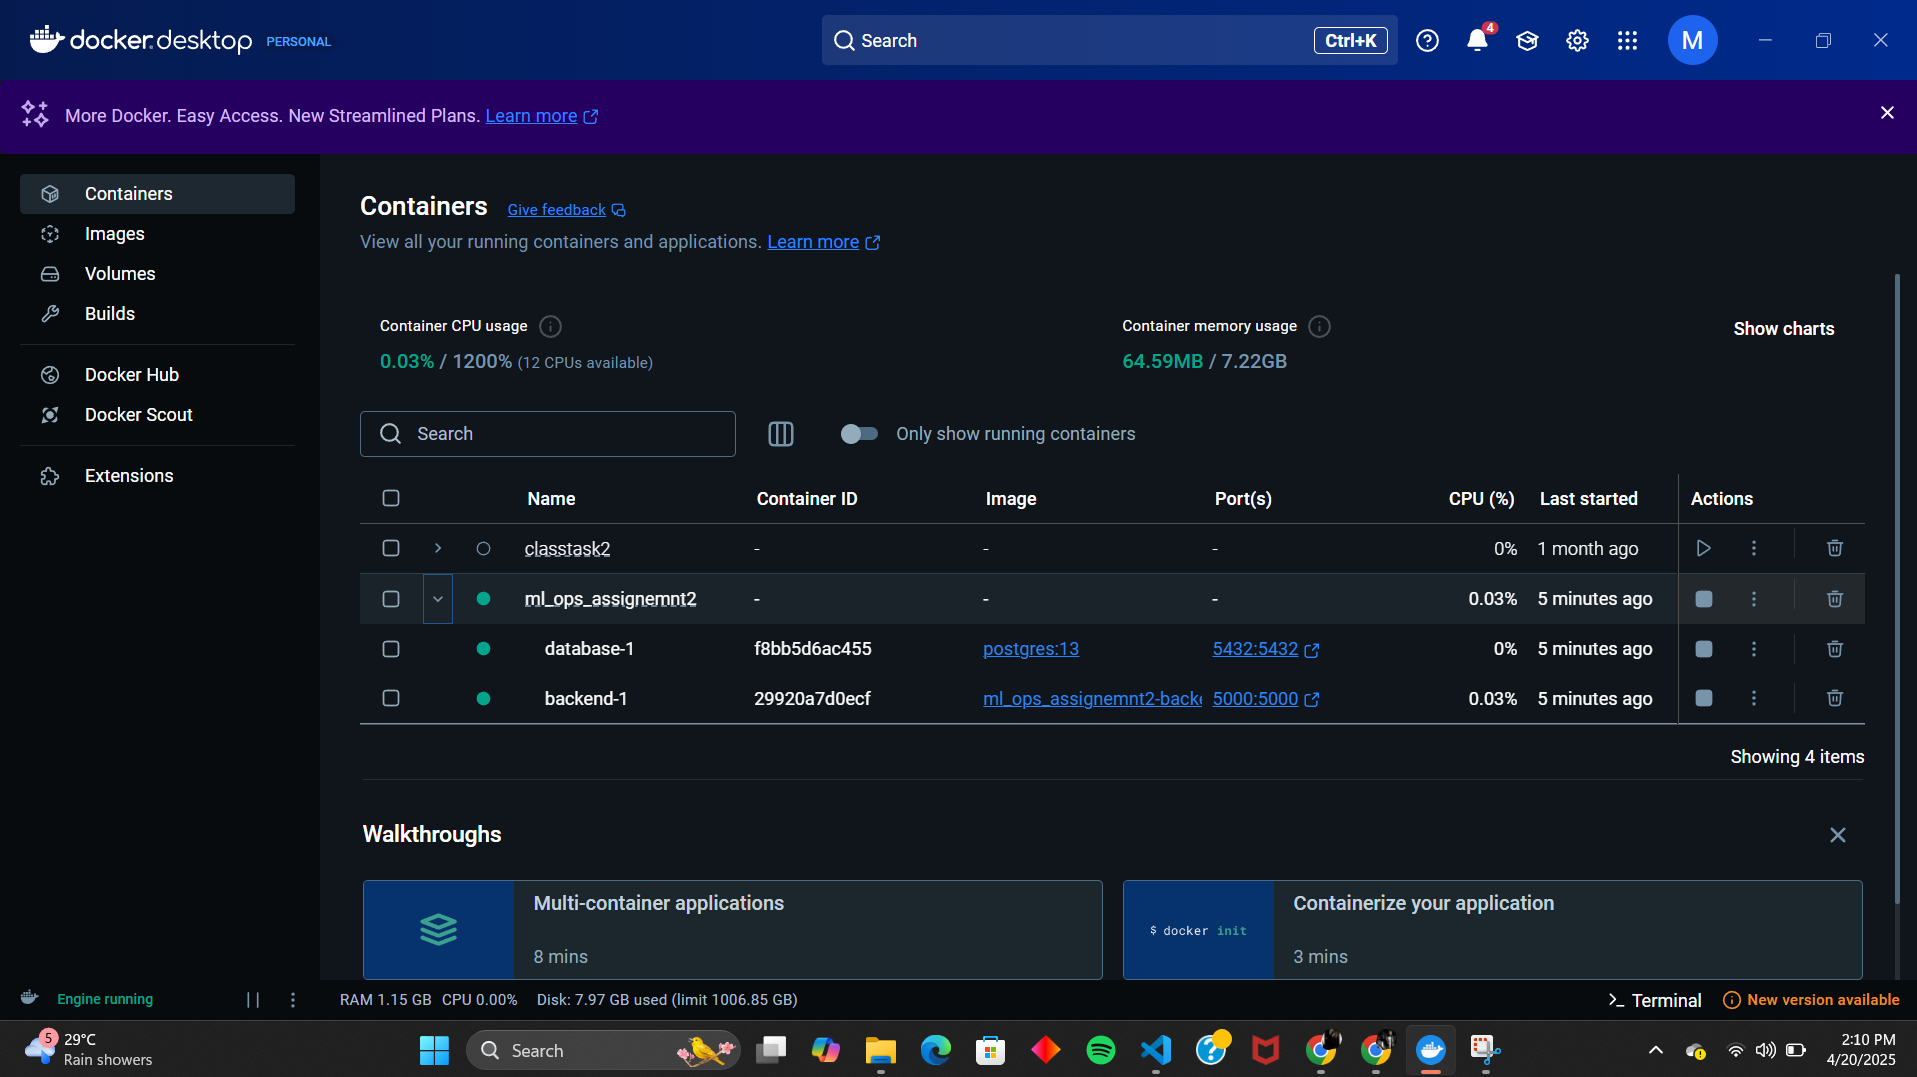 docker.desktop PERSONAL
Search
Ctrl+K
4
M
More Docker. Easy Access. New Streamlined Plans. Learn more
Containers
Images
Volumes
Builds
Docker Hub
Docker Scout
Extensions
Containers Give feedback
View all your running containers and applications. Learn more
Container CPU usage
0.03% / 1200% (12 CPUs available)
Container memory usage
64.59MB / 7.22GB
Show charts
Search
Only show running containers
Name Container ID Image Port(s) CPU (%) Last started Actions
classtask2 - - - 0% 1 month ago
ml_ops_assignemnt2 - - - 0.03% 5 minutes ago
database-1 f8bb5d6ac455 postgres:13 5432:5432 0% 5 minutes ago
backend-1 29920a7d0ecf ml_ops_assignemnt2-back 5000:5000 0.03% 5 minutes ago
Showing 4 items
Walkthroughs
Multi-container applications
8 mins
$ docker init
Containerize your application
3 mins
Engine running
RAM 1.15 GB CPU 0.00% Disk: 7.97 GB used (limit 1006.85 GB)
Terminal
New version available
5
29°C
Rain showers
Search
2:10 PM
4/20/2025